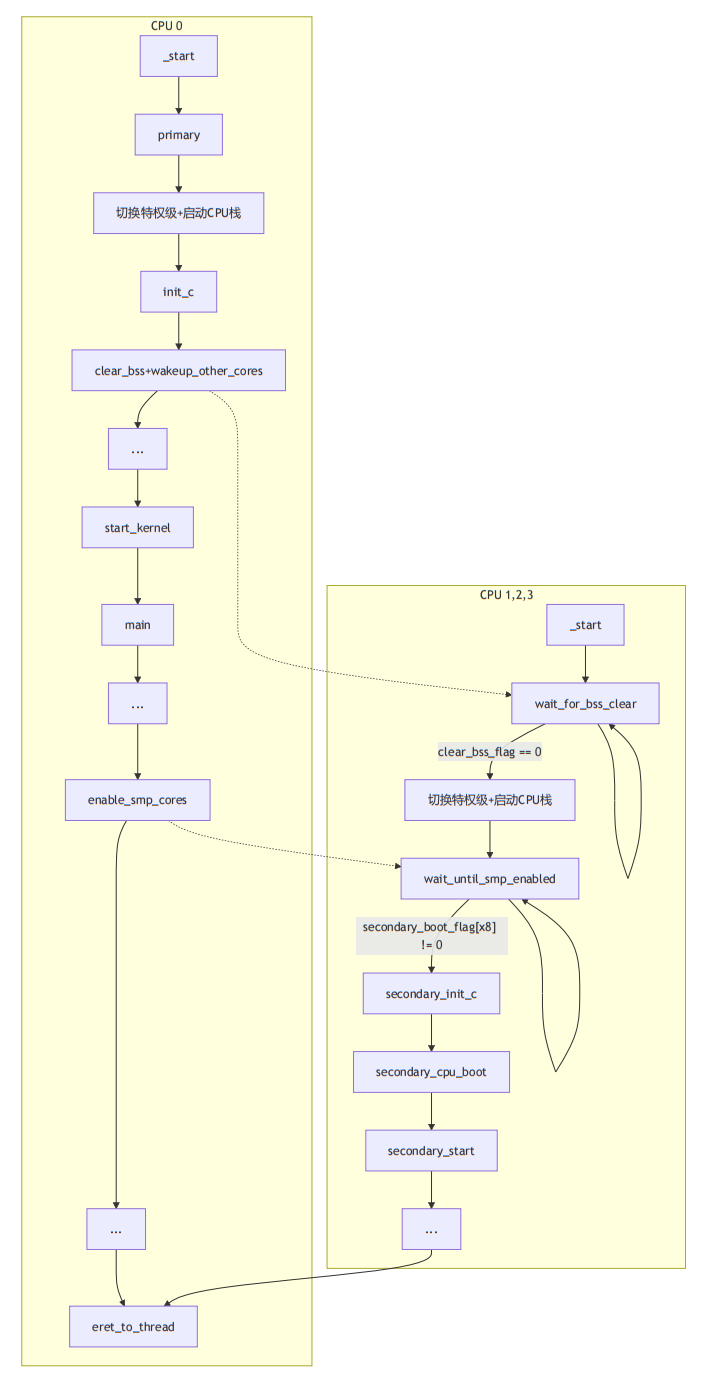 CPU 0
_start
primary
切换特权级+启动CPU栈
init_c
clear_bss+wakeup_other_cores
...
start_kernel
main
...
enable_smp_cores
...
eret_to_thread
CPU 1,2,3
_start
wait_for_bss_clear
clear_bss_flag == 0
切换特权级+启动CPU栈
wait_until_smp_enabled
secondary_boot_flag[x8]
!= 0
secondary_init_c
secondary_cpu_boot
secondary_start
...